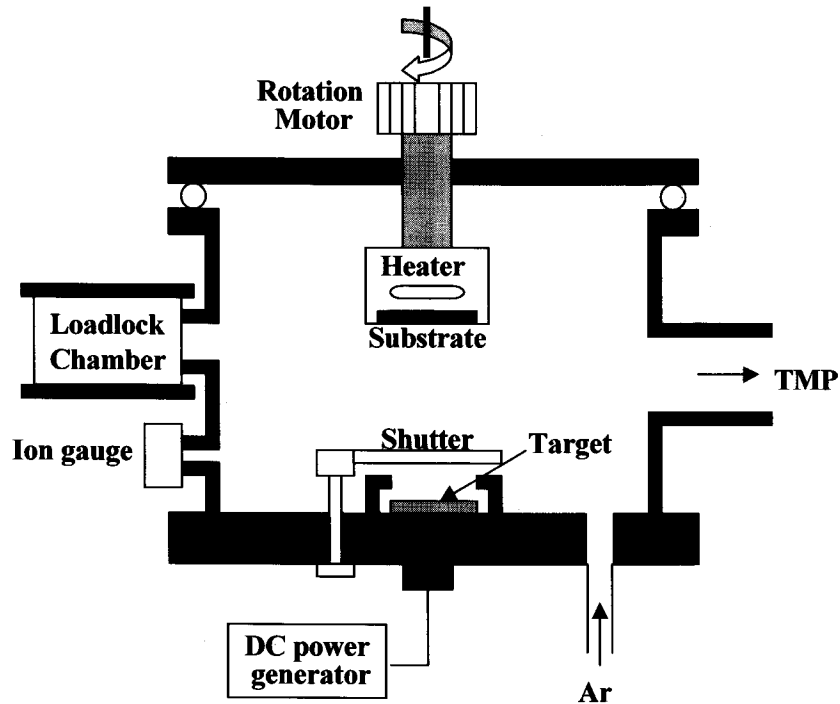 Rotation
Motor
Heater
Substrate
Loadlock
Chamber
TMP
Ion gauge
Shutter
Target
DC power
generator
Ar